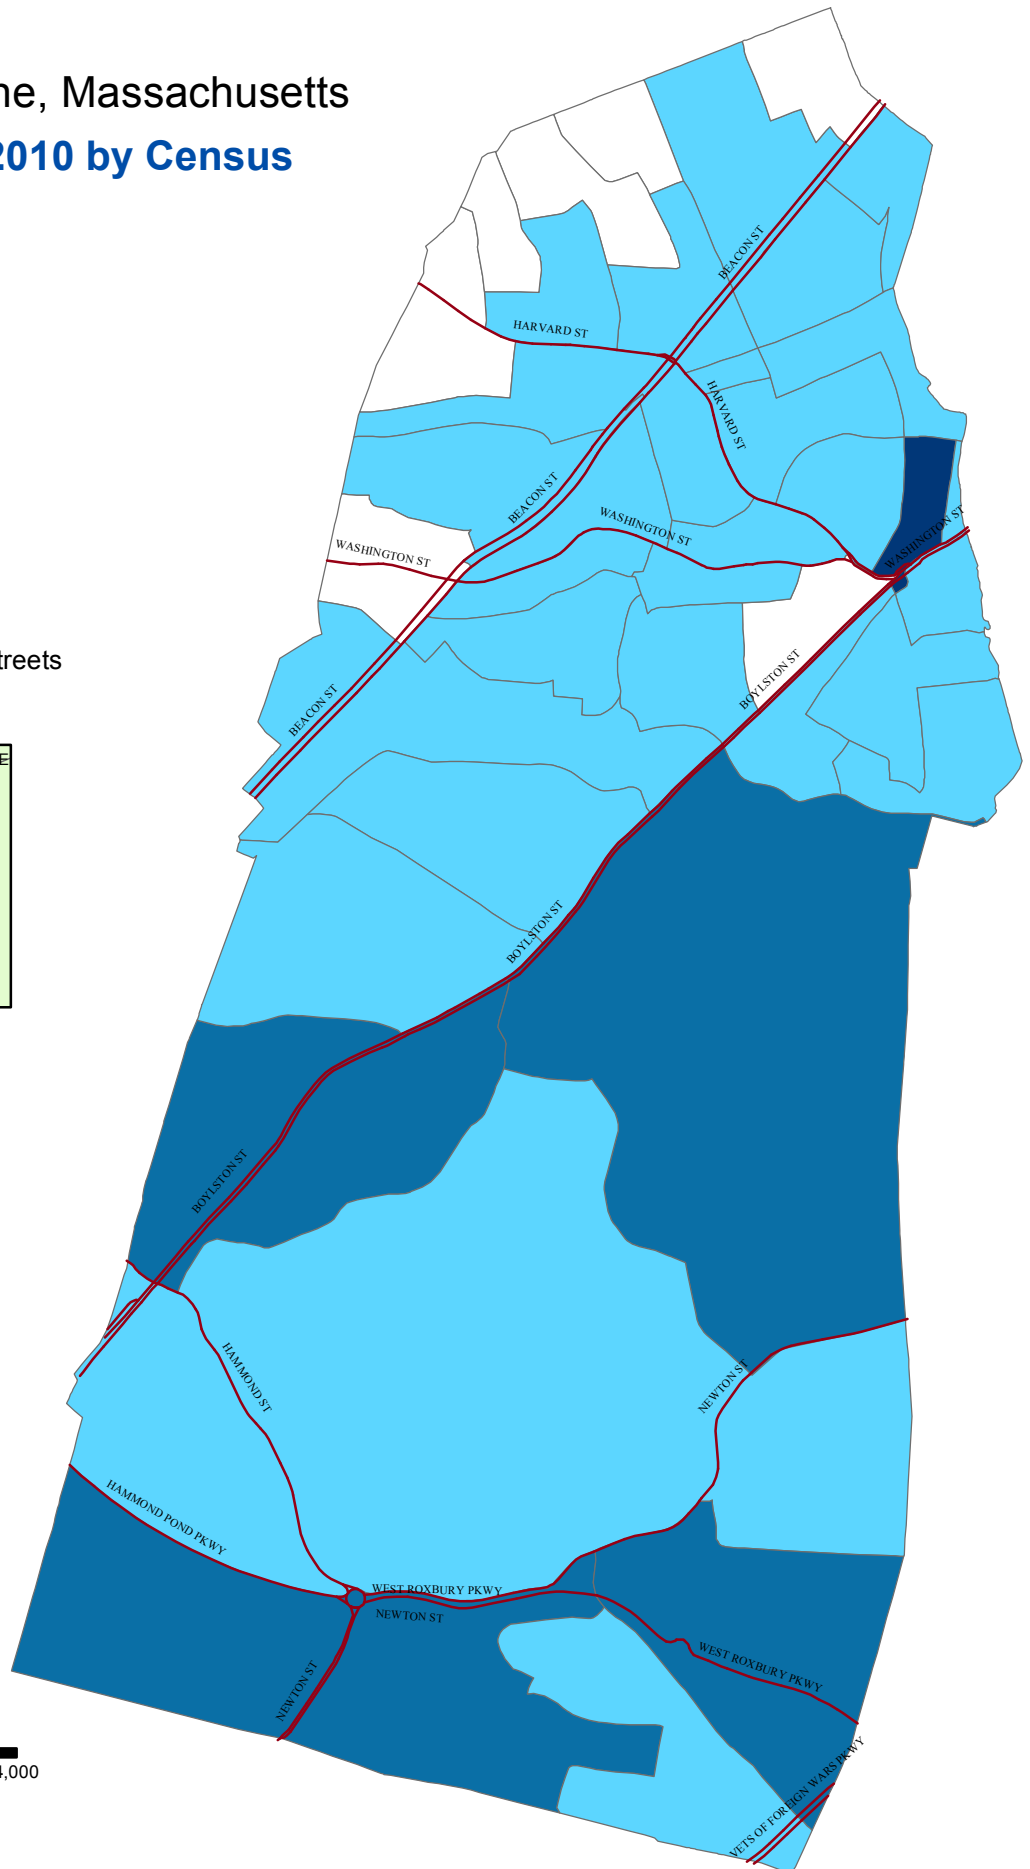 ne, Massachusetts
2010 by Census
BEACON ST
HARVARD ST
HARVARD ST
BEACON ST
WASHINGTON ST
WASHINGTON ST
WASHINGTON ST
treets
BOYLSTON ST
BEACON ST
E
BOYLSTON ST
BOYLSTON ST
HAMMOND ST
NEWTON ST
HAMMOND POND PKWY
WEST ROXBURY PKWY
NEWTON ST
WEST ROXBURY PKWY
NEWTON ST
VETS OF FOREIGN WARS PKWY
4,000